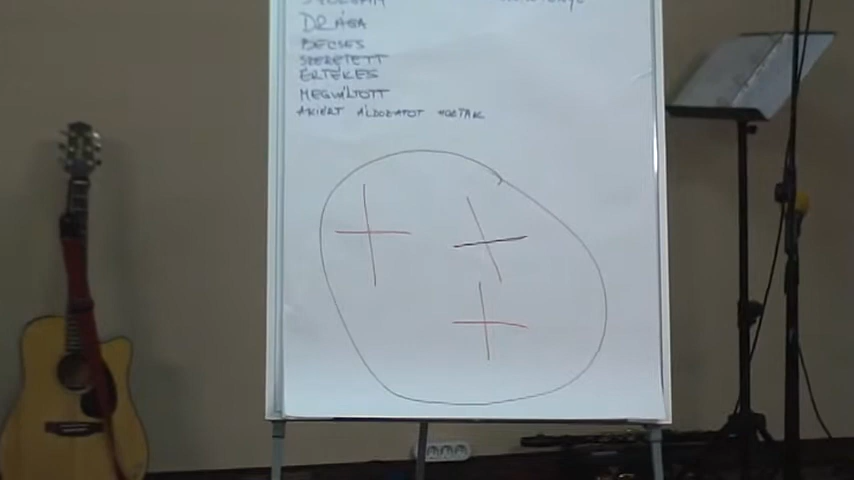 DRÁGA
BECSES
SZERETETT
ÉRTÉKES
MEGVÁLTOTT
AKIÉRT ÁLDOZATOT HOZTAK